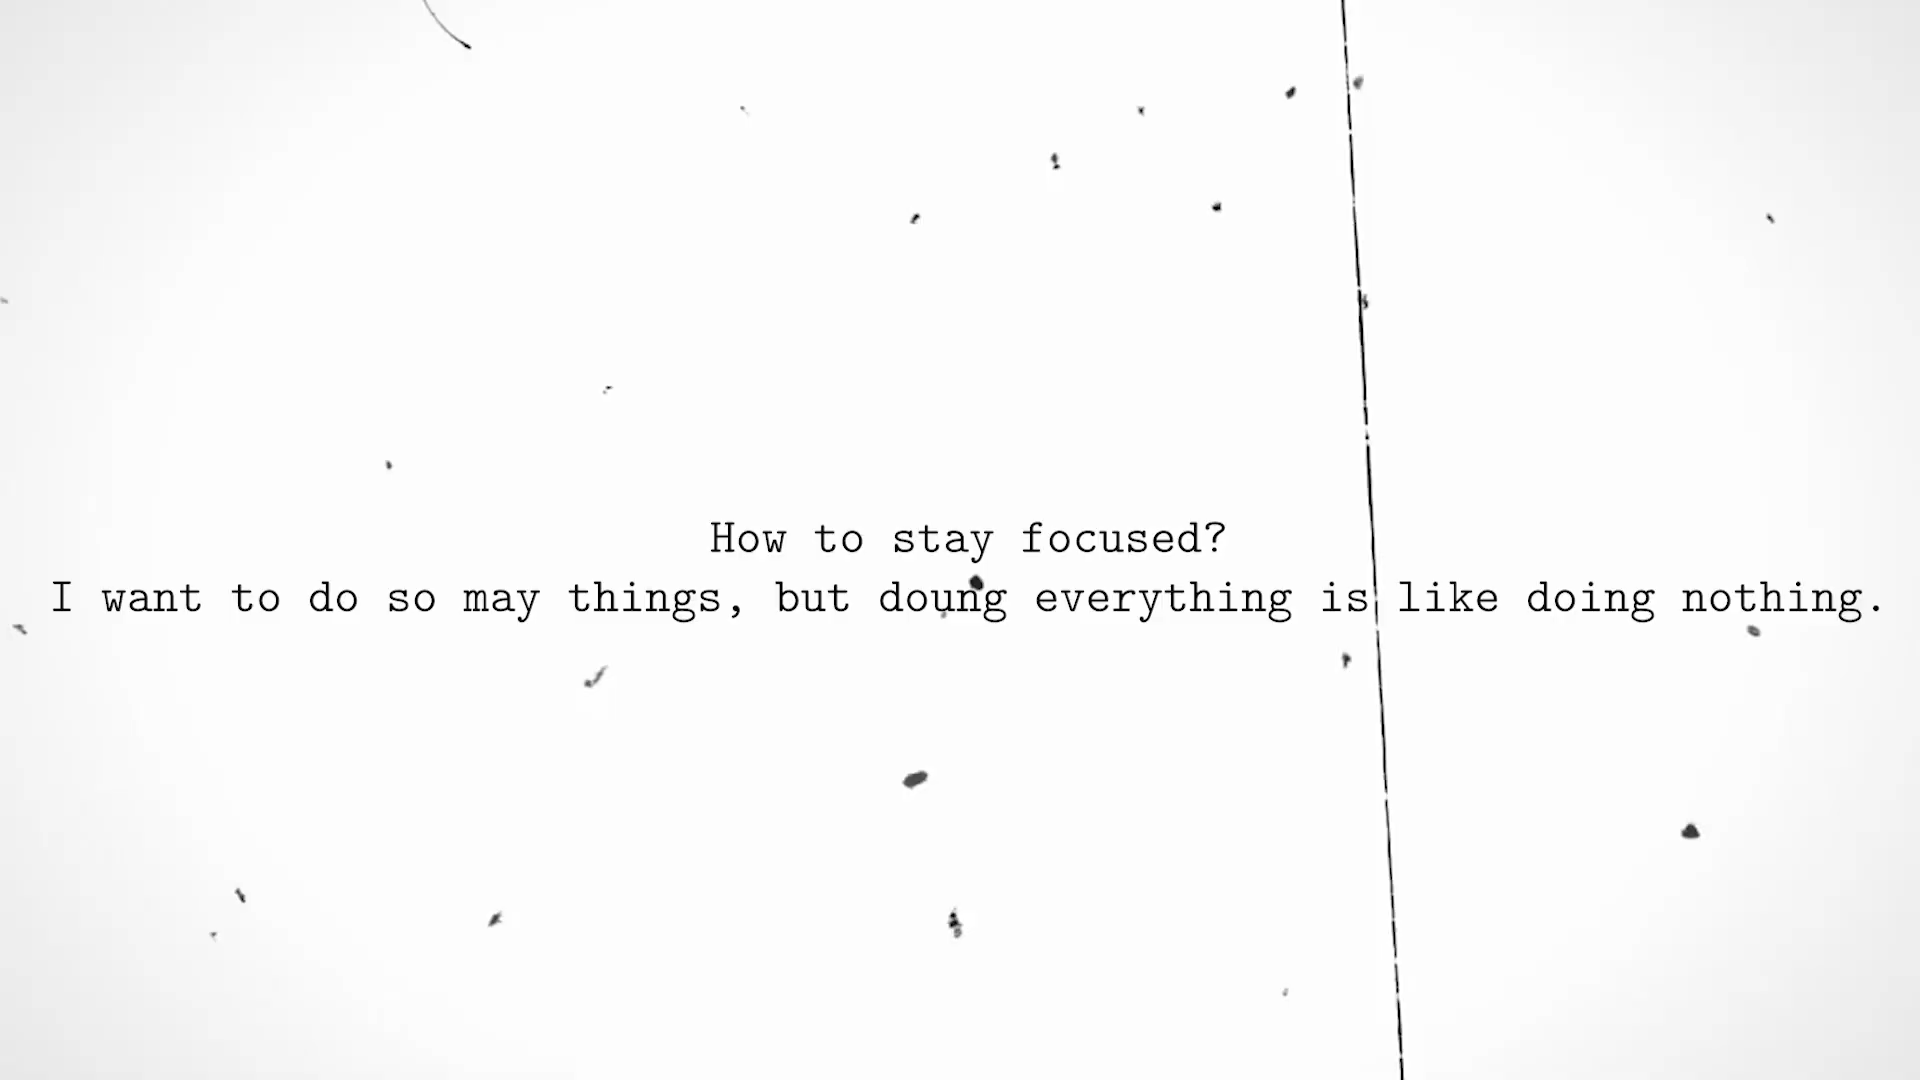 How to stay focused?
I want to do so may things, but doung everything is like doing nothing.